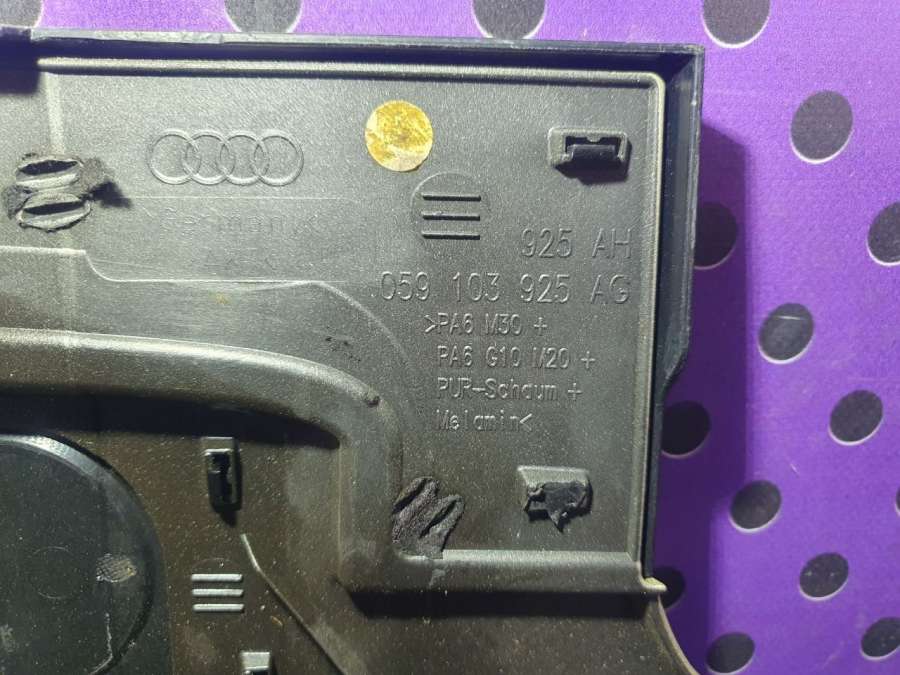 925 AH
059 103 925 AG
>PA6 M30 +
PA6 G10 M20 +
PUR-Schaum +
Melamin<